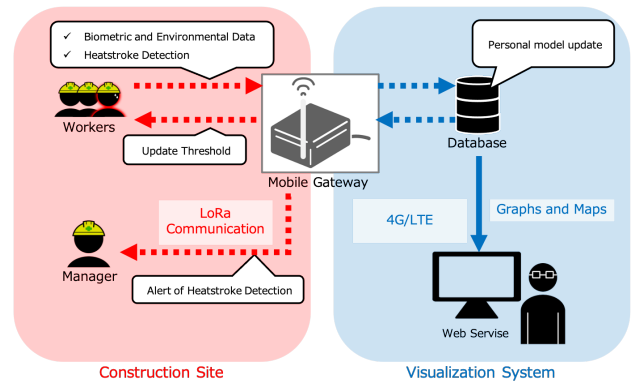 ✓ Biometric and Environmental Data
✓ Heatstroke Detection
Personal model update
Workers
Update Threshold
Database
Mobile Gateway
LoRa
Communication
4G/LTE
Graphs and Maps
Manager
Alert of Heatstroke Detection
Web Servise
Construction Site
Visualization System